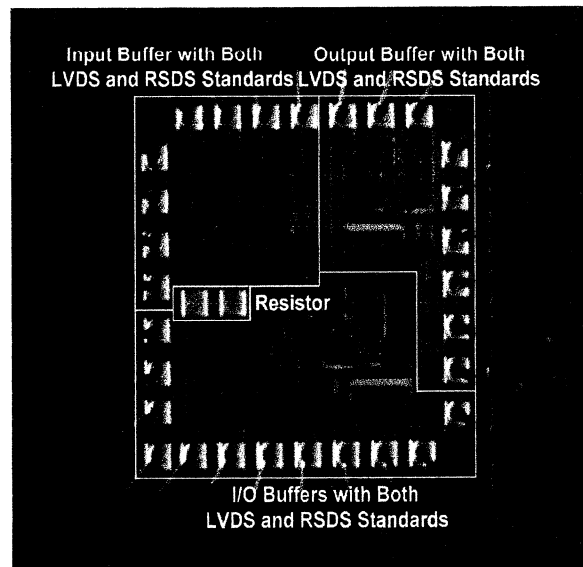 Input Buffer with Both
LVDS and RSDS Standards
Output Buffer with Both
LVDS and RSDS Standards
Resistor
I/O Buffers with Both
LVDS and RSDS Standards